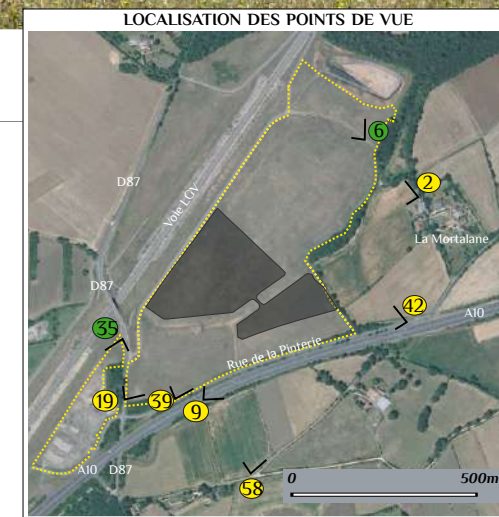 LOCALISATION DES POINTS DE VUE
6
D87
2
Voie LGV
La Mortalane
D87
42
A10
35
Rue de la Pinterie
19
39
9
A10
D87
58
0
500m